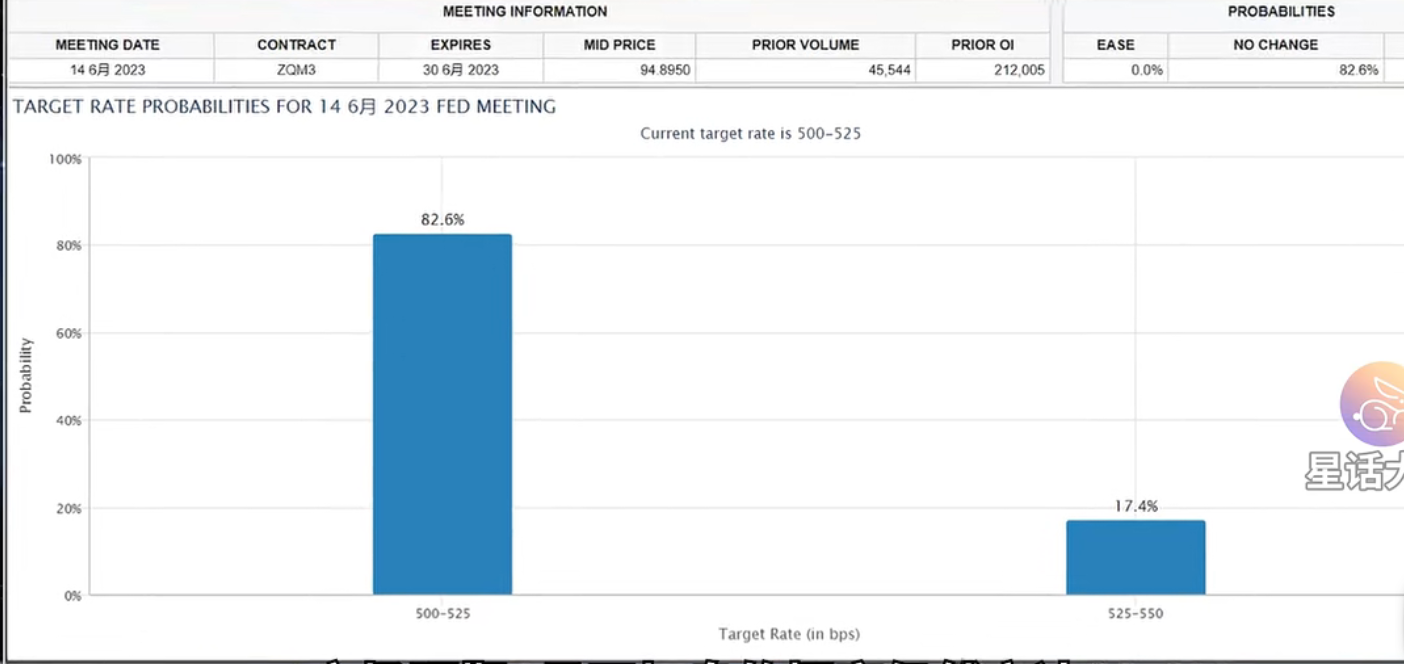 MEETING INFORMATION
PROBABILITIES
MEETING DATE CONTRACT EXPIRES MID PRICE PRIOR VOLUME PRIOR OI EASE NO CHANGE
14 6月 2023 ZQM3 30 6月 2023 94.8950 45,544 212,005 0.0% 82.6%
TARGET RATE PROBABILITIES FOR 14 6月 2023 FED MEETING
Current target rate is 500–525
100%
82.6%
80%
60%
Probability
40%
星话
20%
17.4%
0%
500–525
525–550
Target Rate (in bps)